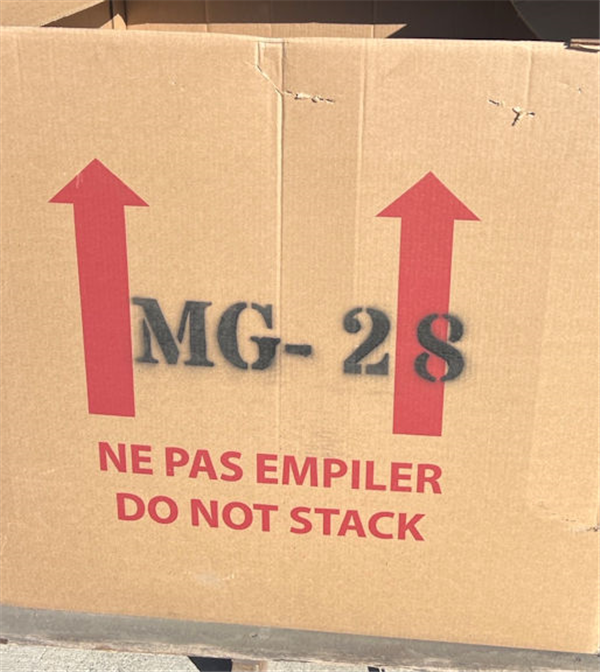 MG- 28
NE PAS EMPILER
DO NOT STACK